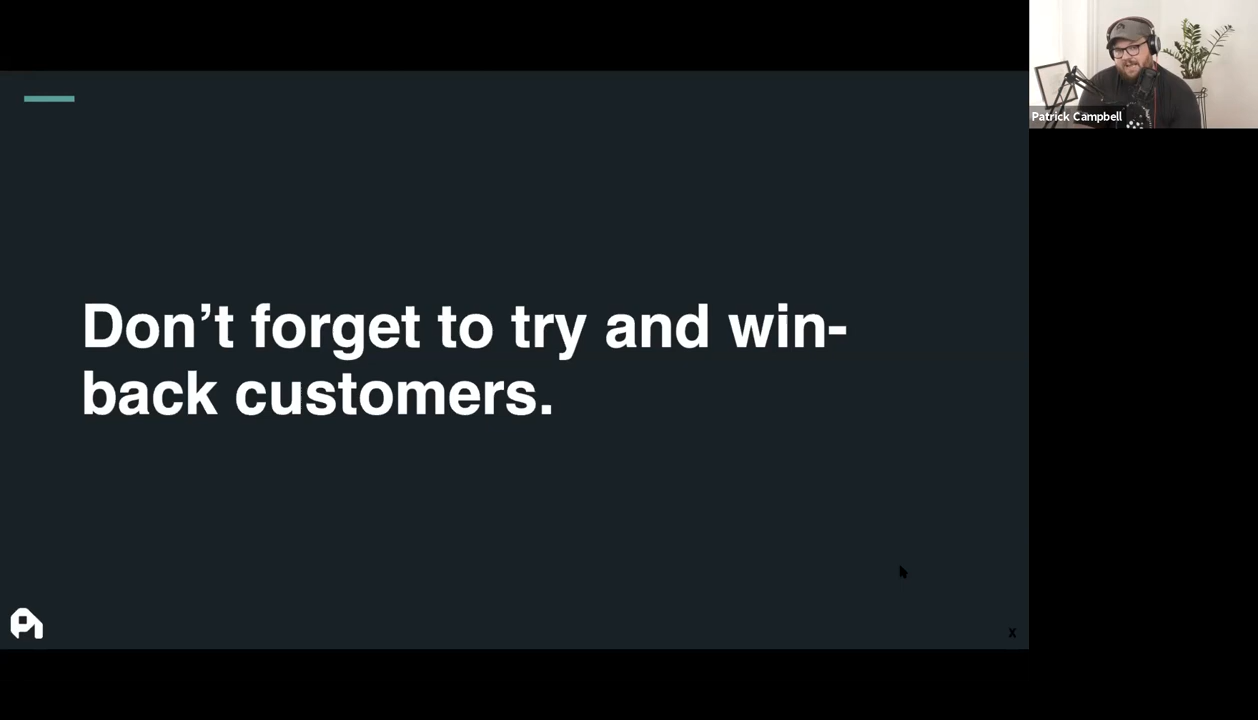 Patrick Campbell
Don’t forget to try and win-
back customers.
x